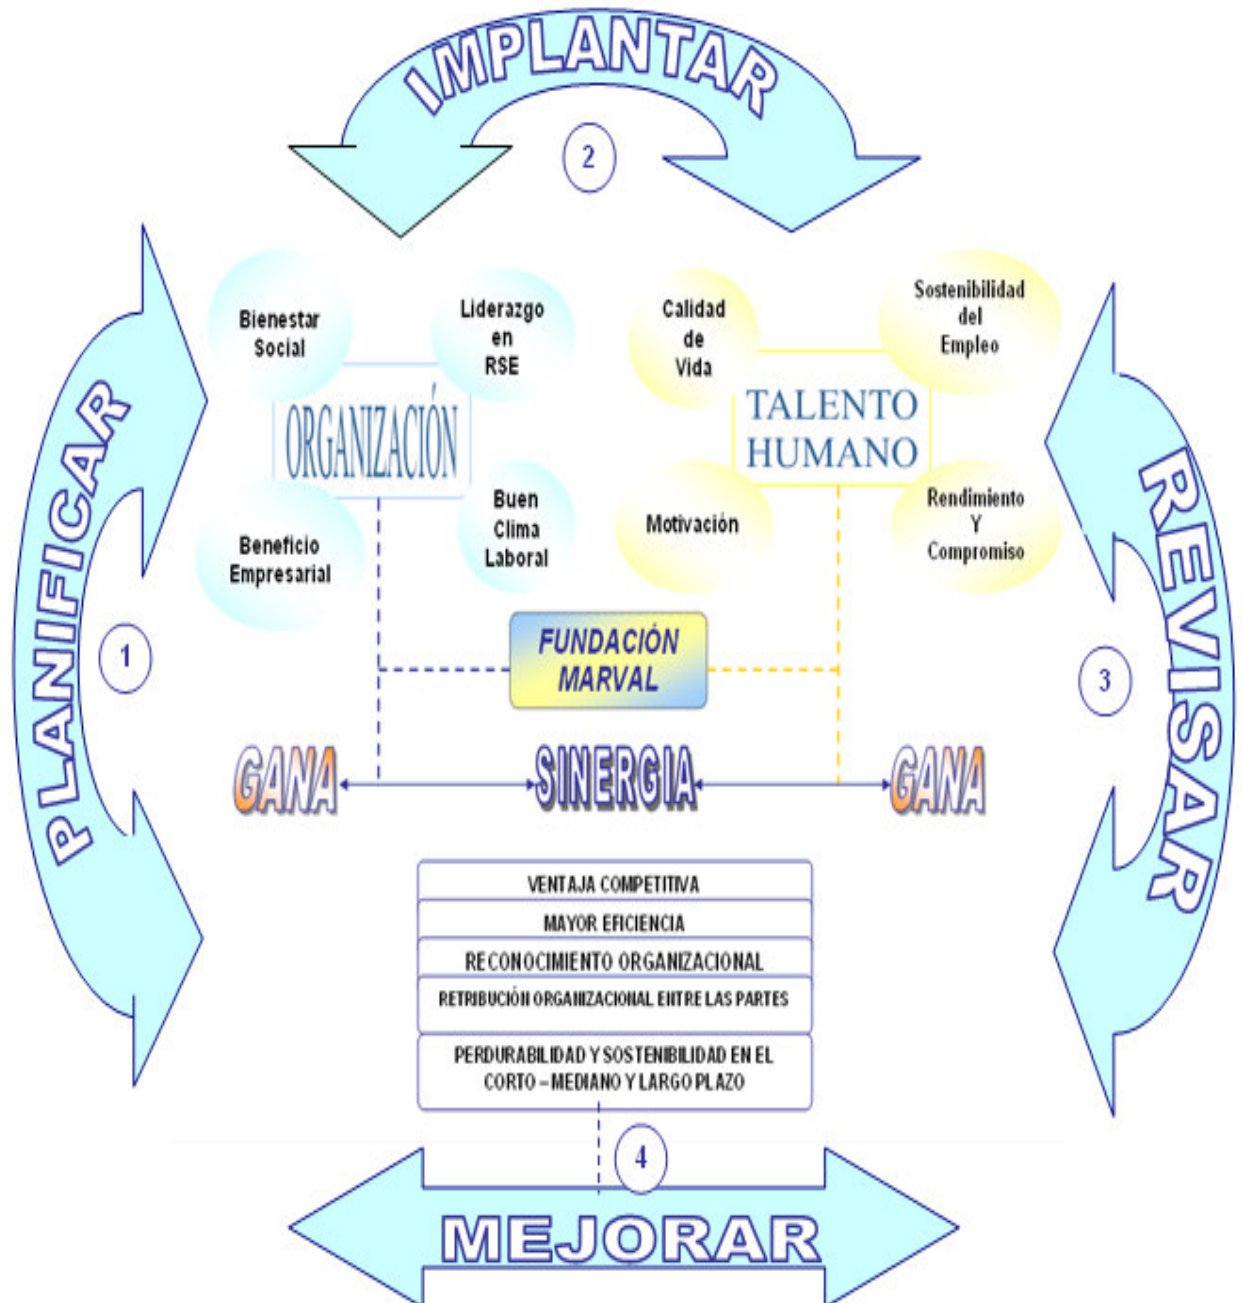 IMPLANTAR
2
Bienestar
Social
Liderazgo
en
RSE
Calidad
de
Vida
Sostenibilidad
del
Empleo
ORGANIZACIÓN
TALENTO
HUMANO
Beneficio
Empresarial
Buen
Clima
Laboral
Motivación
Rendimiento
Y
Compromiso
PLANIFICAR
1
FUNDACIÓN
MARVAL
REVISAR
3
GANA
SINERGIA
GANA
VENTAJA COMPETITIVA
MAYOR EFICIENCIA
RECONOCIMIENTO ORGANIZACIONAL
RETRIBUCIÓN ORGANIZACIONAL ENTRE LAS PARTES
PERDURABILIDAD Y SOSTENIBILIDAD EN EL
CORTO – MEDIANO Y LARGO PLAZO
4
MEJORAR